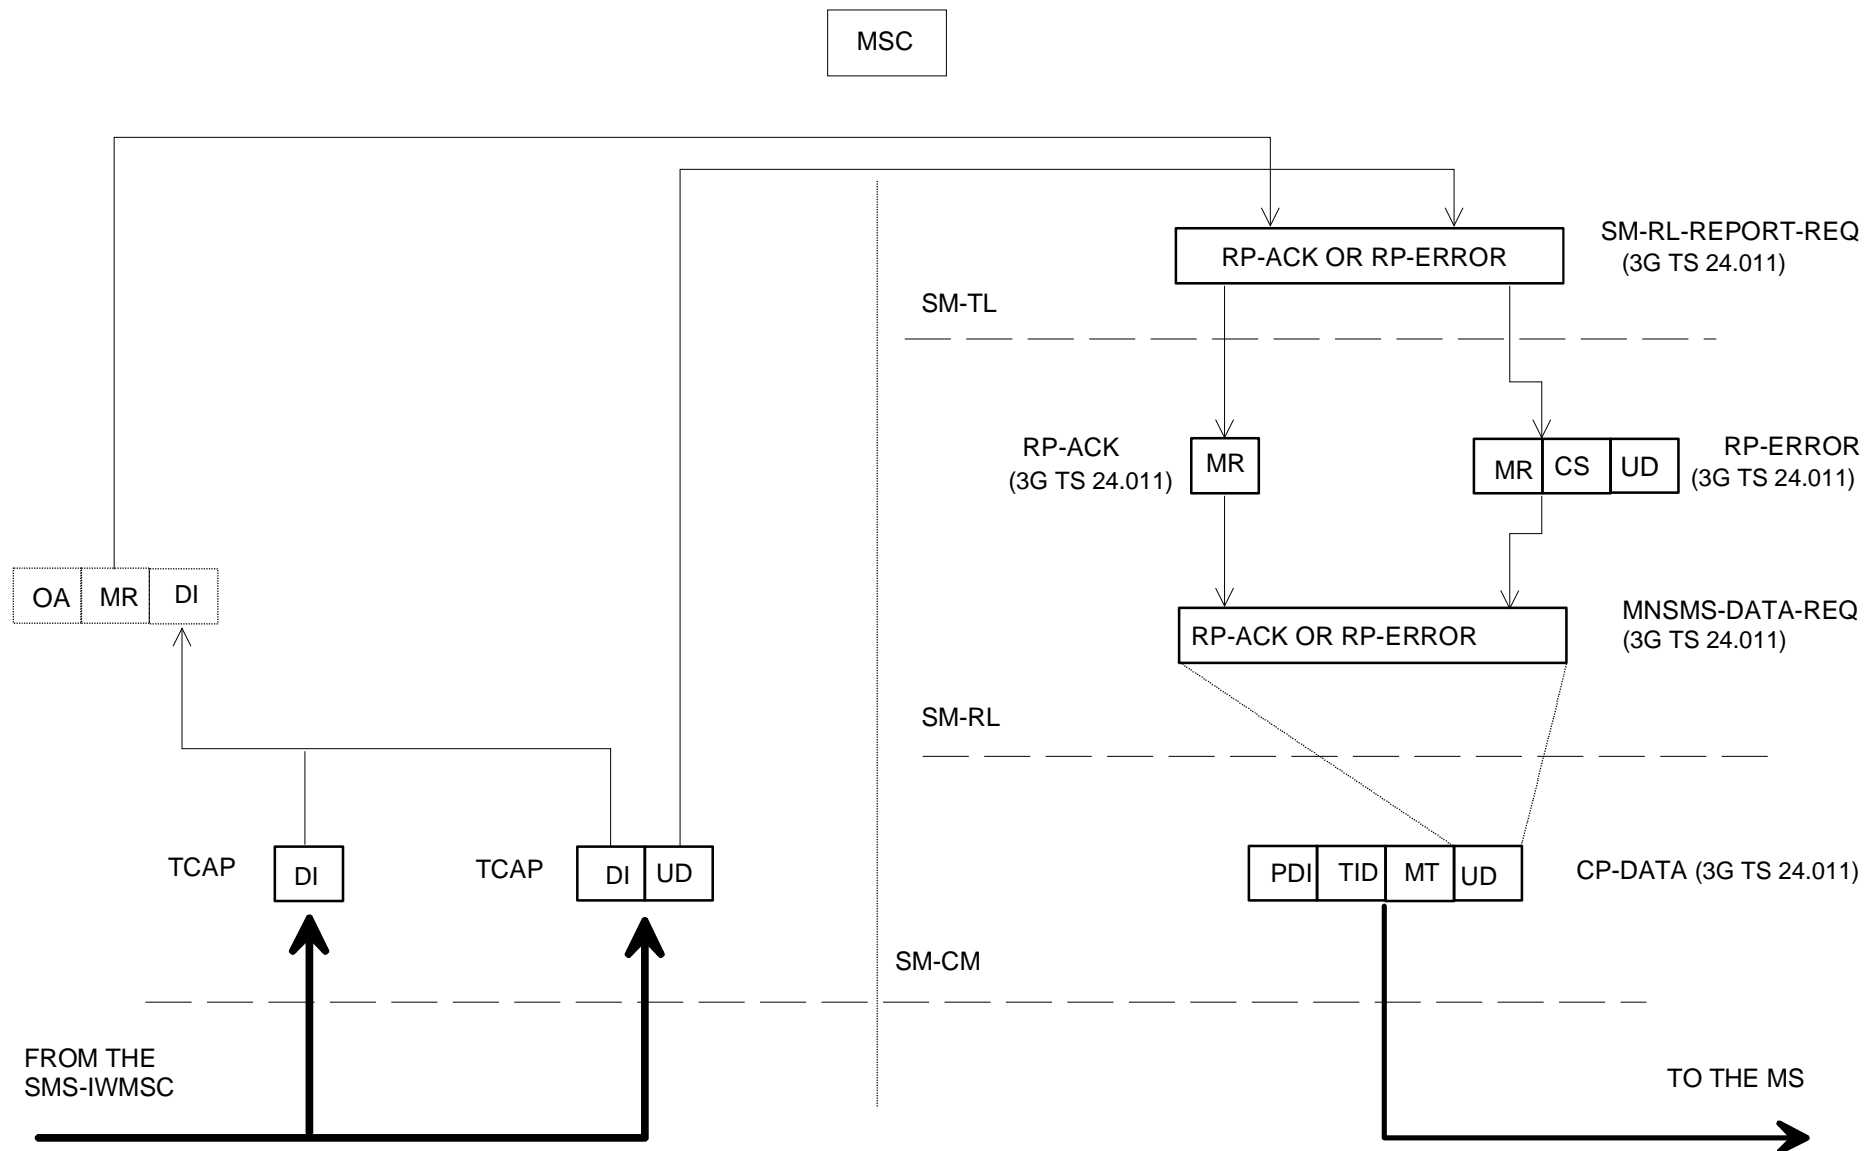 MSC
SM-RL-REPORT-REQ
(3G TS 24.011)
RP-ACK OR RP-ERROR
SM-TL
RP-ACK
(3G TS 24.011)
MR
MR CS UD
RP-ERROR
(3G TS 24.011)
OA MR DI
RP-ACK OR RP-ERROR
MNSMS-DATA-REQ
(3G TS 24.011)
SM-RL
TCAP DI
TCAP DI UD
PDI TID MT UD
CP-DATA (3G TS 24.011)
SM-CM
FROM THE
SMS-IWMSC
TO THE MS